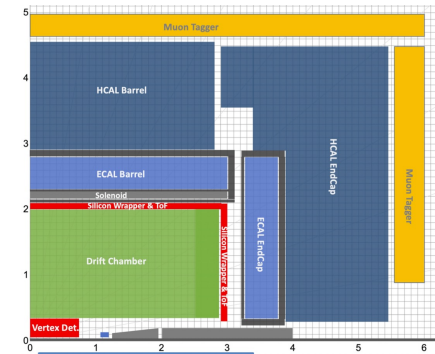 5
Muon Tagger
4
HCAL Barrel
HCAL EndCap
3
ECAL Barrel
Muon Tagger
Solenoid
2
Silicon Wrapper & ToF
Silicon Wrapper & ToF
ECAL EndCap
Drift Chamber
1
Vertex Det.
0
0 1 2 3 4 5 6